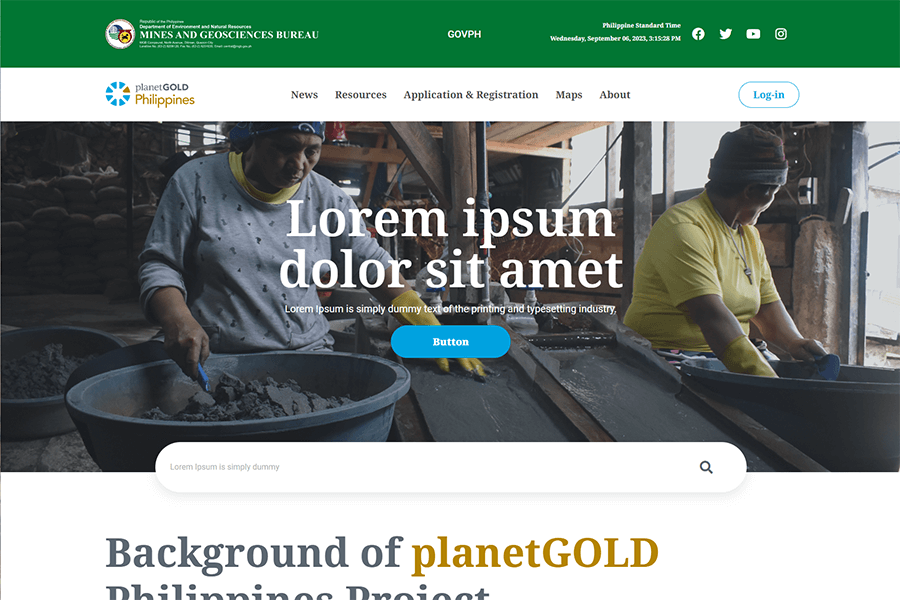 Republic of the Philippines
Department of Environment and Natural Resources
MINES AND GEOSCIENCES BUREAU
GOVPH
Philippine Standard Time
Wednesday, September 06, 2023, 3:15:28 PM
planetGOLD
Philippines
News Resources Application & Registration Maps About
Log-in
Lorem ipsum
dolor sit amet
Lorem Ipsum is simply dummy text of the printing and typesetting industry.
Button
Lorem Ipsum is simply dummy
Background of planetGOLD
Philippines Project